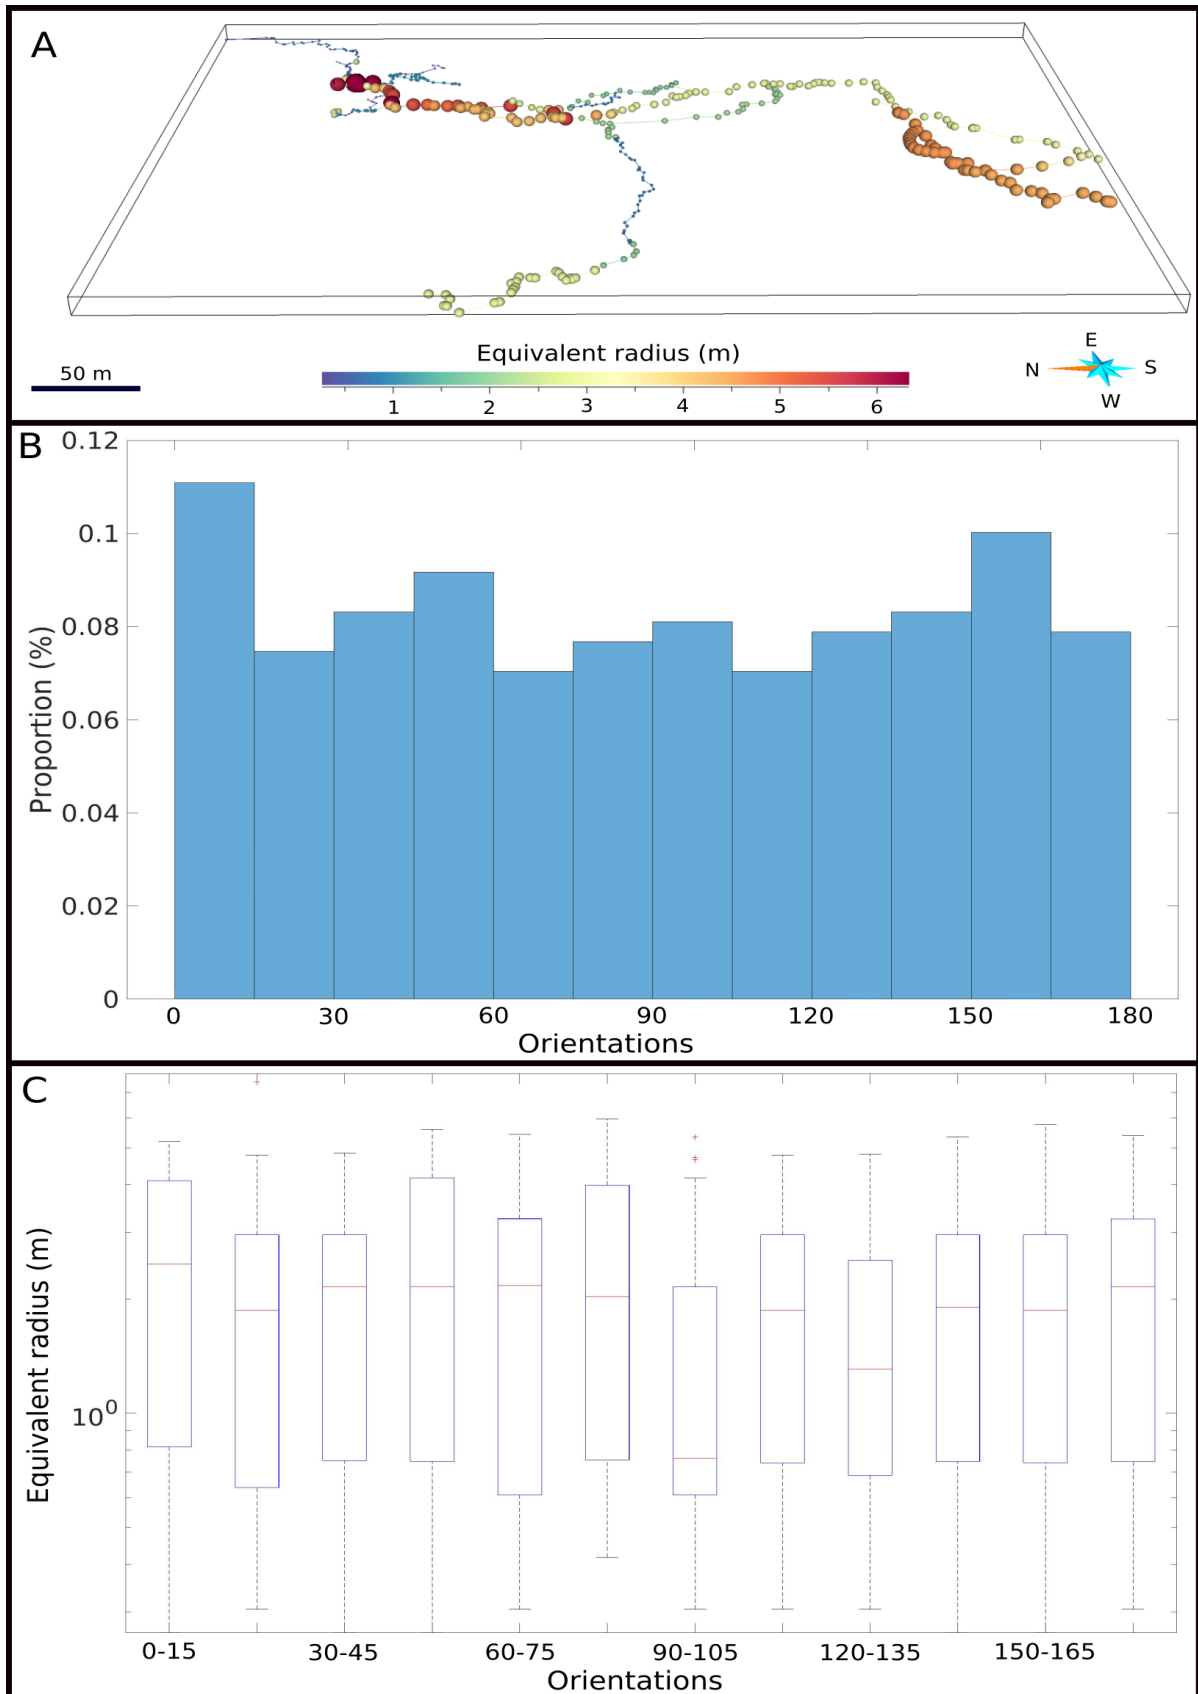 A
Equivalent radius (m)
50 m
1 2 3 4 5 6
E
N S
W
B
0.12
0.1
0.08
0.06
0.04
0.02
0
Proportion (%)
0 30 60 90 120 150 180
Orientations
C
Equivalent radius (m)
10⁰
0-15 30-45 60-75 90-105 120-135 150-165
Orientations